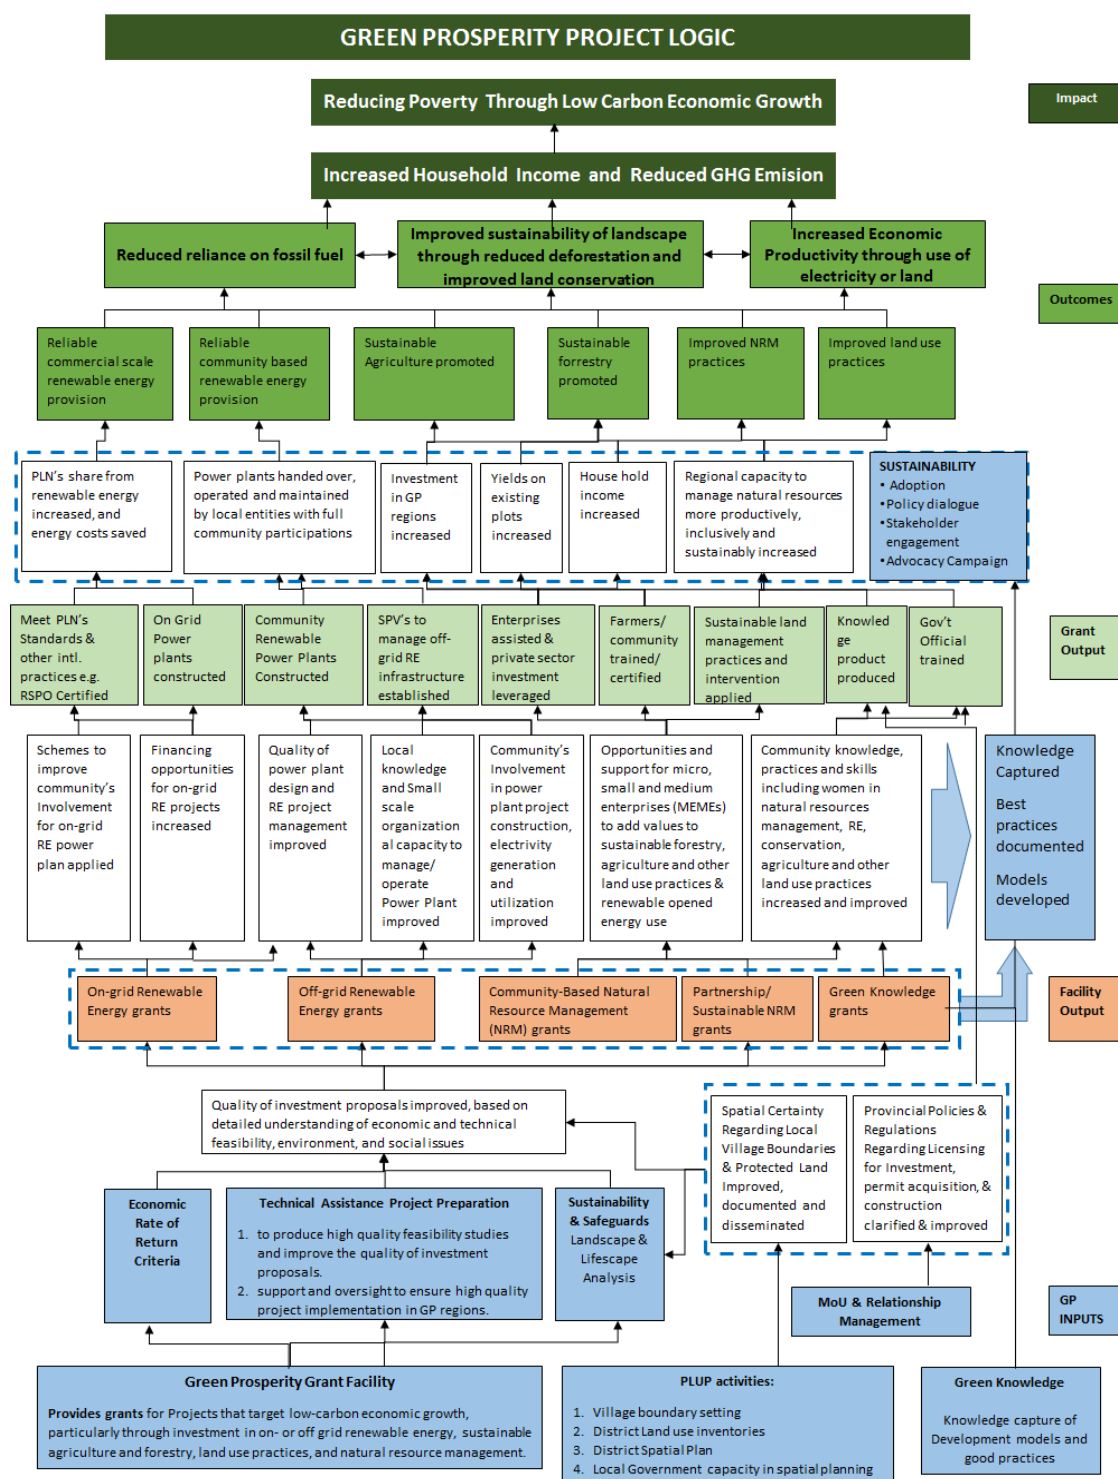 GREEN PROSPERITY PROJECT LOGIC
Reducing Poverty Through Low Carbon Economic Growth
Impact
Increased Household Income and Reduced GHG Emision
Reduced reliance on fossil fuel
Improved sustainability of landscape
through reduced deforestation and
improved land conservation
Increased Economic
Productivity through use of
electricity or land
Outcomes
Reliable
commercial scale
renewable energy
provision
Reliable
community based
renewable energy
provision
Sustainable
Agriculture promoted
Sustainable
forrestry
promoted
Improved NRM
practices
Improved land use
practices
PLN's share from
renewable energy
increased, and
energy costs saved
Power plants handed over,
operated and maintained
by local entities with full
community participations
Investment
in GP
regions
increased
Yields on
existing
plots
increased
House hold
income
increased
Regional capacity to
manage natural resources
more productively,
inclusively and
sustainably increased
SUSTAINABILITY
• Adoption
• Policy dialogue
• Stakeholder
engagement
• Advocacy Campaign
Meet PLN's
Standards &
other intl.
practices e.g.
RSPO Certified
On Grid
Power
plants
constructed
Community
Renewable
Power Plants
Constructed
SPV's to
manage off-
grid RE
infrastructure
established
Enterprises
assisted &
private sector
investment
leveraged
Farmers/
community
trained/
certified
Sustainable land
management
practices and
intervention
applied
Knowled
ge
product
produced
Gov't
Official
trained
Grant
Output
Schemes to
improve
community's
Involvement
for on-grid
RE power
plan applied
Financing
opportunities
for on-grid
RE projects
increased
Quality of
power plant
design and
RE project
management
improved
Local
knowledge
and Small
scale
organization
al capacity to
manage/
operate
Power Plant
improved
Community's
Involvement
in power
plant project
construction,
electrivity
generation
and
utilization
improved
Opportunities and
support for micro,
small and medium
enterprises (MEMEs)
to add values to
sustainable forestry,
agriculture and other
land use practices &
renewable opened
energy use
Community knowledge,
practices and skills
including women in
natural resources
management, RE,
conservation,
agriculture and other
land use practices
increased and improved
Knowledge
Captured
Best
practices
documented
Models
developed
On-grid Renewable
Energy grants
Off-grid Renewable
Energy grants
Community-Based Natural
Resource Management
(NRM) grants
Partnership/
Sustainable NRM
grants
Green Knowledge
grants
Facility
Output
Quality of investment proposals improved, based on
detailed understanding of economic and technical
feasibility, environment, and social issues
Spatial Certainty
Regarding Local
Village Boundaries
& Protected Land
Improved,
documented and
disseminated
Provincial Policies &
Regulations
Regarding Licensing
for Investment,
permit acquisition, &
construction
clarified & improved
Economic
Rate of
Return
Criteria
Technical Assistance Project Preparation
1. to produce high quality feasibility studies
and improve the quality of investment
proposals.
2. support and oversight to ensure high quality
project implementation in GP regions.
Sustainability
& Safeguards
Landscape &
Lifescape
Analysis
MoU & Relationship
Management
GP
INPUTS
Green Prosperity Grant Facility
Provides grants for Projects that target low-carbon economic growth,
particularly through investment in on- or off grid renewable energy, sustainable
agriculture and forestry, land use practices, and natural resource management.
PLUP activities:
1. Village boundary setting
2. District Land use inventories
3. District Spatial Plan
4. Local Government capacity in spatial planning
Green Knowledge
Knowledge capture of
Development models and
good practices